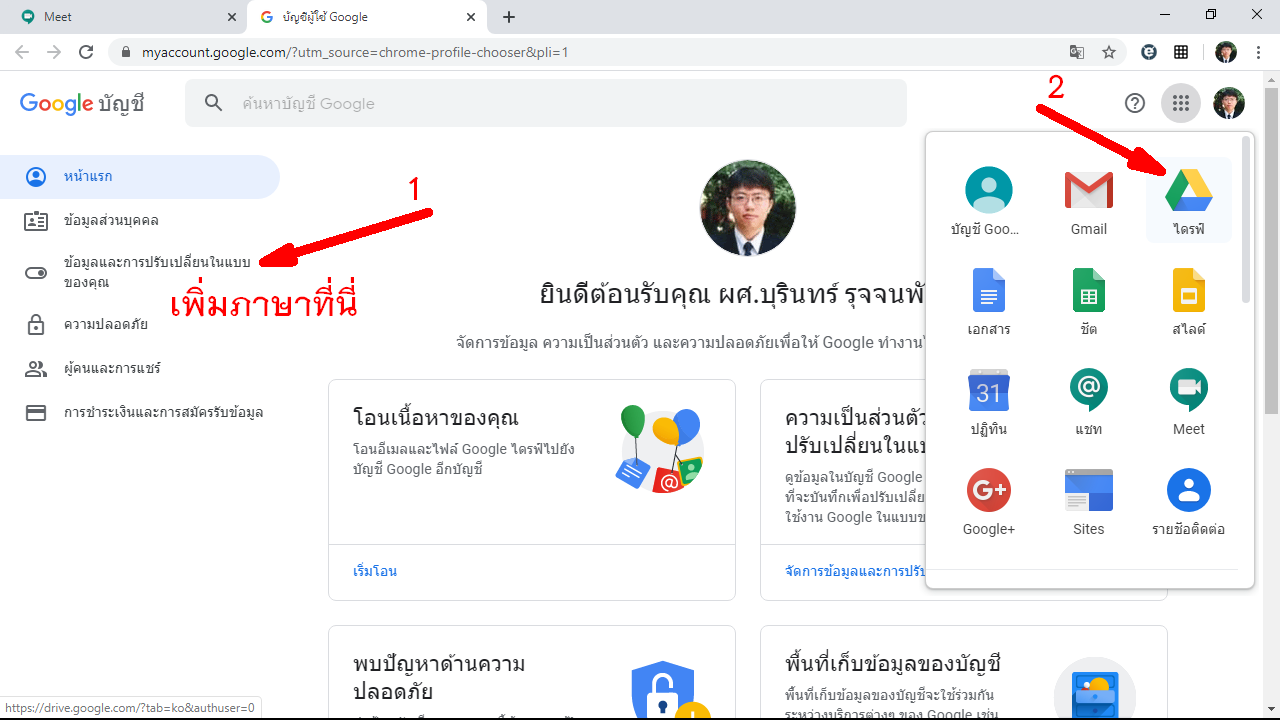 Meet
บัญชีผู้ใช้ Google
myaccount.google.com/?utm_source=chrome-profile-chooser&pli=1
Google บัญชี
ค้นหาบัญชี Google
2
หน้าแรก
ข้อมูลส่วนบุคคล
1
ข้อมูลและการปรับเปลี่ยนในแบบ
ของคุณ
เพิ่มภาษาที่นี่
ความปลอดภัย
ผู้คนและการแชร์
การชำระเงินและการสมัครรับข้อมูล
ยินดีต้อนรับคุณ ผศ.บุรินทร์ รุจจนพั
จัดการข้อมูล ความเป็นส่วนตัว และความปลอดภัยเพื่อให้ Google ทำงาน
โอนเนื้อหาของคุณ
โอนอีเมลและไฟล์ Google ไดรฟ์ไปยัง
บัญชี Google อีกบัญชี
เริ่มโอน
ความเป็นส่วนตัว
ปรับเปลี่ยนในแบ
ดูข้อมูลในบัญชี Google
ที่จะบันทึกเพื่อปรับเปลี่ย
ใช้งาน Google ในแบบข
จัดการข้อมูลและการปรับ
บัญชี Goo...
Gmail
ไดรฟ์
เอกสาร
ชีต
สไลด์
31
ปฏิทิน
แชท
Meet
G+
Google+
Sites
รายชื่อติดต่อ
พบปัญหาด้านความ
ปลอดภัย
พื้นที่เก็บข้อมูลของบัญชี
พื้นที่เก็บข้อมูลของบัญชีจะใช้ร่วมกัน
ระหว่างบริการต่างๆ ของ Google เช่น
https://drive.google.com/?tab=ko&authuser=0